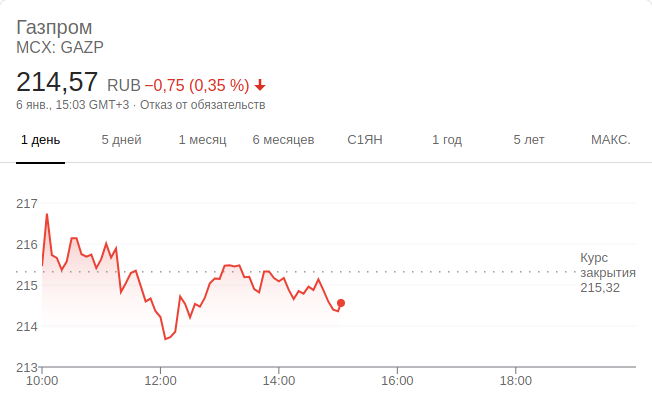 Газпром
MCX: GAZP
214,57 RUB −0,75 (0,35 %)
6 янв., 15:03 GMT+3 · Отказ от обязательств
1 день 5 дней 1 месяц 6 месяцев С1ЯН 1 год 5 лет МАКС.
217
216
Курс
закрытия
215,32
215
214
213
10:00 12:00 14:00 16:00 18:00